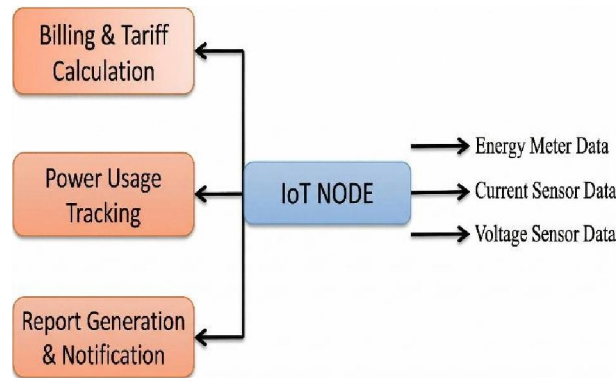 Billing & Tariff
Calculation
Power Usage
Tracking
Report Generation
& Notification
IoT NODE
Energy Meter Data
Current Sensor Data
Voltage Sensor Data